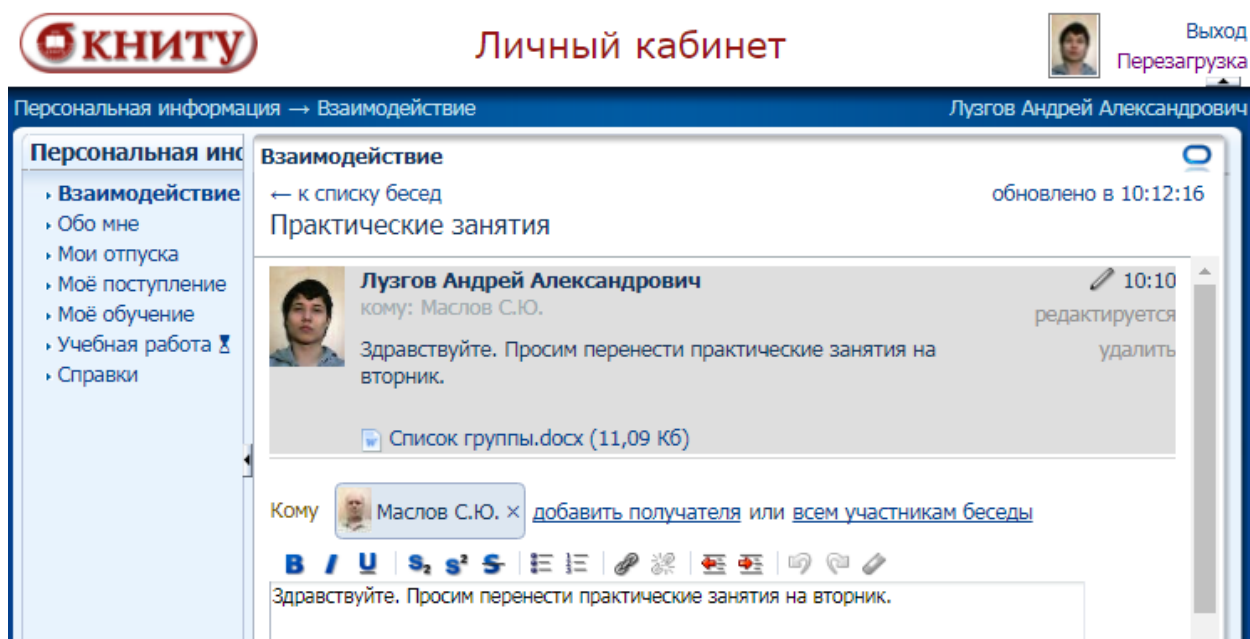 КНИТУ
Личный кабинет
Выход
Перезагрузка
Персональная информация → Взаимодействие
Лузгов Андрей Александрович
Персональная инф
Взаимодействие
Обо мне
Мои отпуска
Моё поступление
Моё обучение
Учебная работа
Справки
Взаимодействие
← к списку бесед
обновлено в 10:12:16
Практические занятия
Лузгов Андрей Александрович
10:10
кому: Маслов С.Ю.
редактируется
Здравствуйте. Просим перенести практические занятия на
вторник.
удалить
Список группы.docx (11,09 Кб)
Кому Маслов С.Ю. × добавить получателя или всем участникам беседы
B I U S₂ S² S
Здравствуйте. Просим перенести практические занятия на вторник.